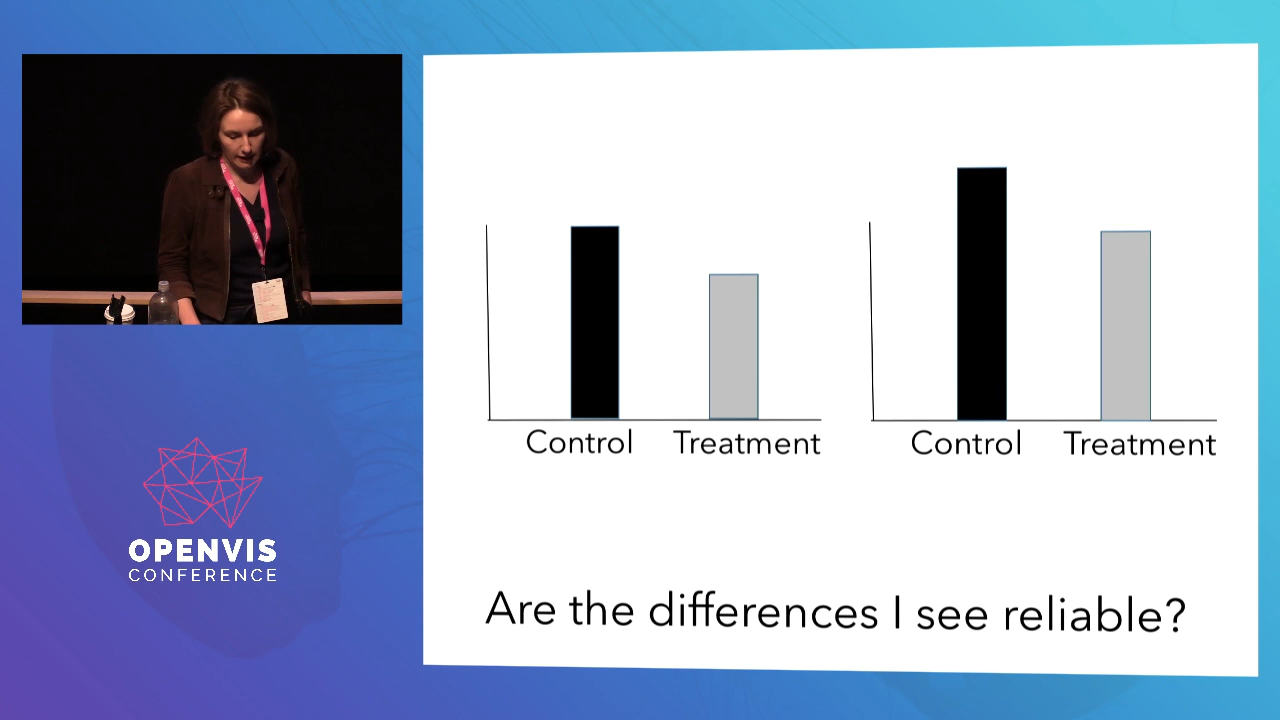 Control Treatment
Control Treatment
Are the differences I see reliable?
OPENVIS
CONFERENCE